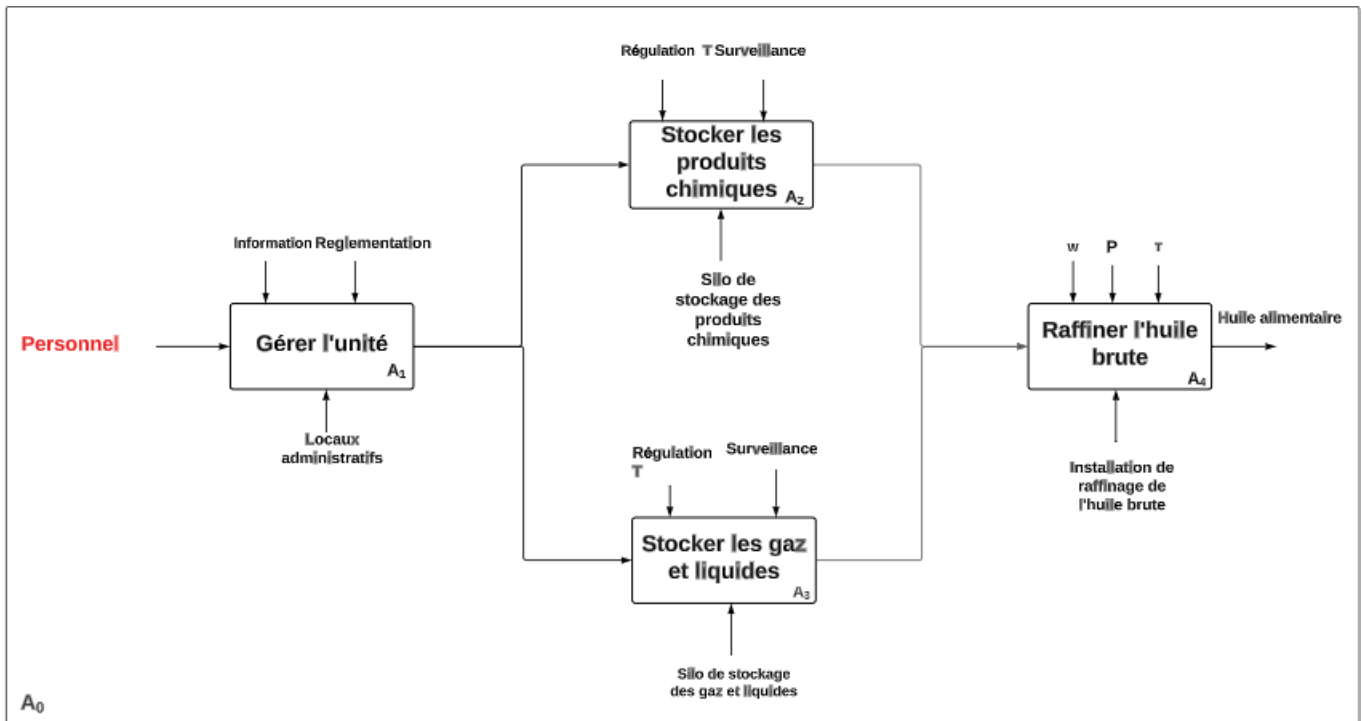 Régulation T Surveillance
Stocker les
produits
chimiques
A₂
Information Reglementation
Silo de
stockage des
produits
chimiques
w P T
Personnel
Gérer l'unité
A₁
Raffiner l'huile
brute
A₄
Huile alimentaire
Locaux
administratifs
Régulation
T
Surveillance
Installation de
raffinage de
l'huile brute
Stocker les gaz
et liquides
A₃
Silo de stockage
des gaz et liquides
A₀